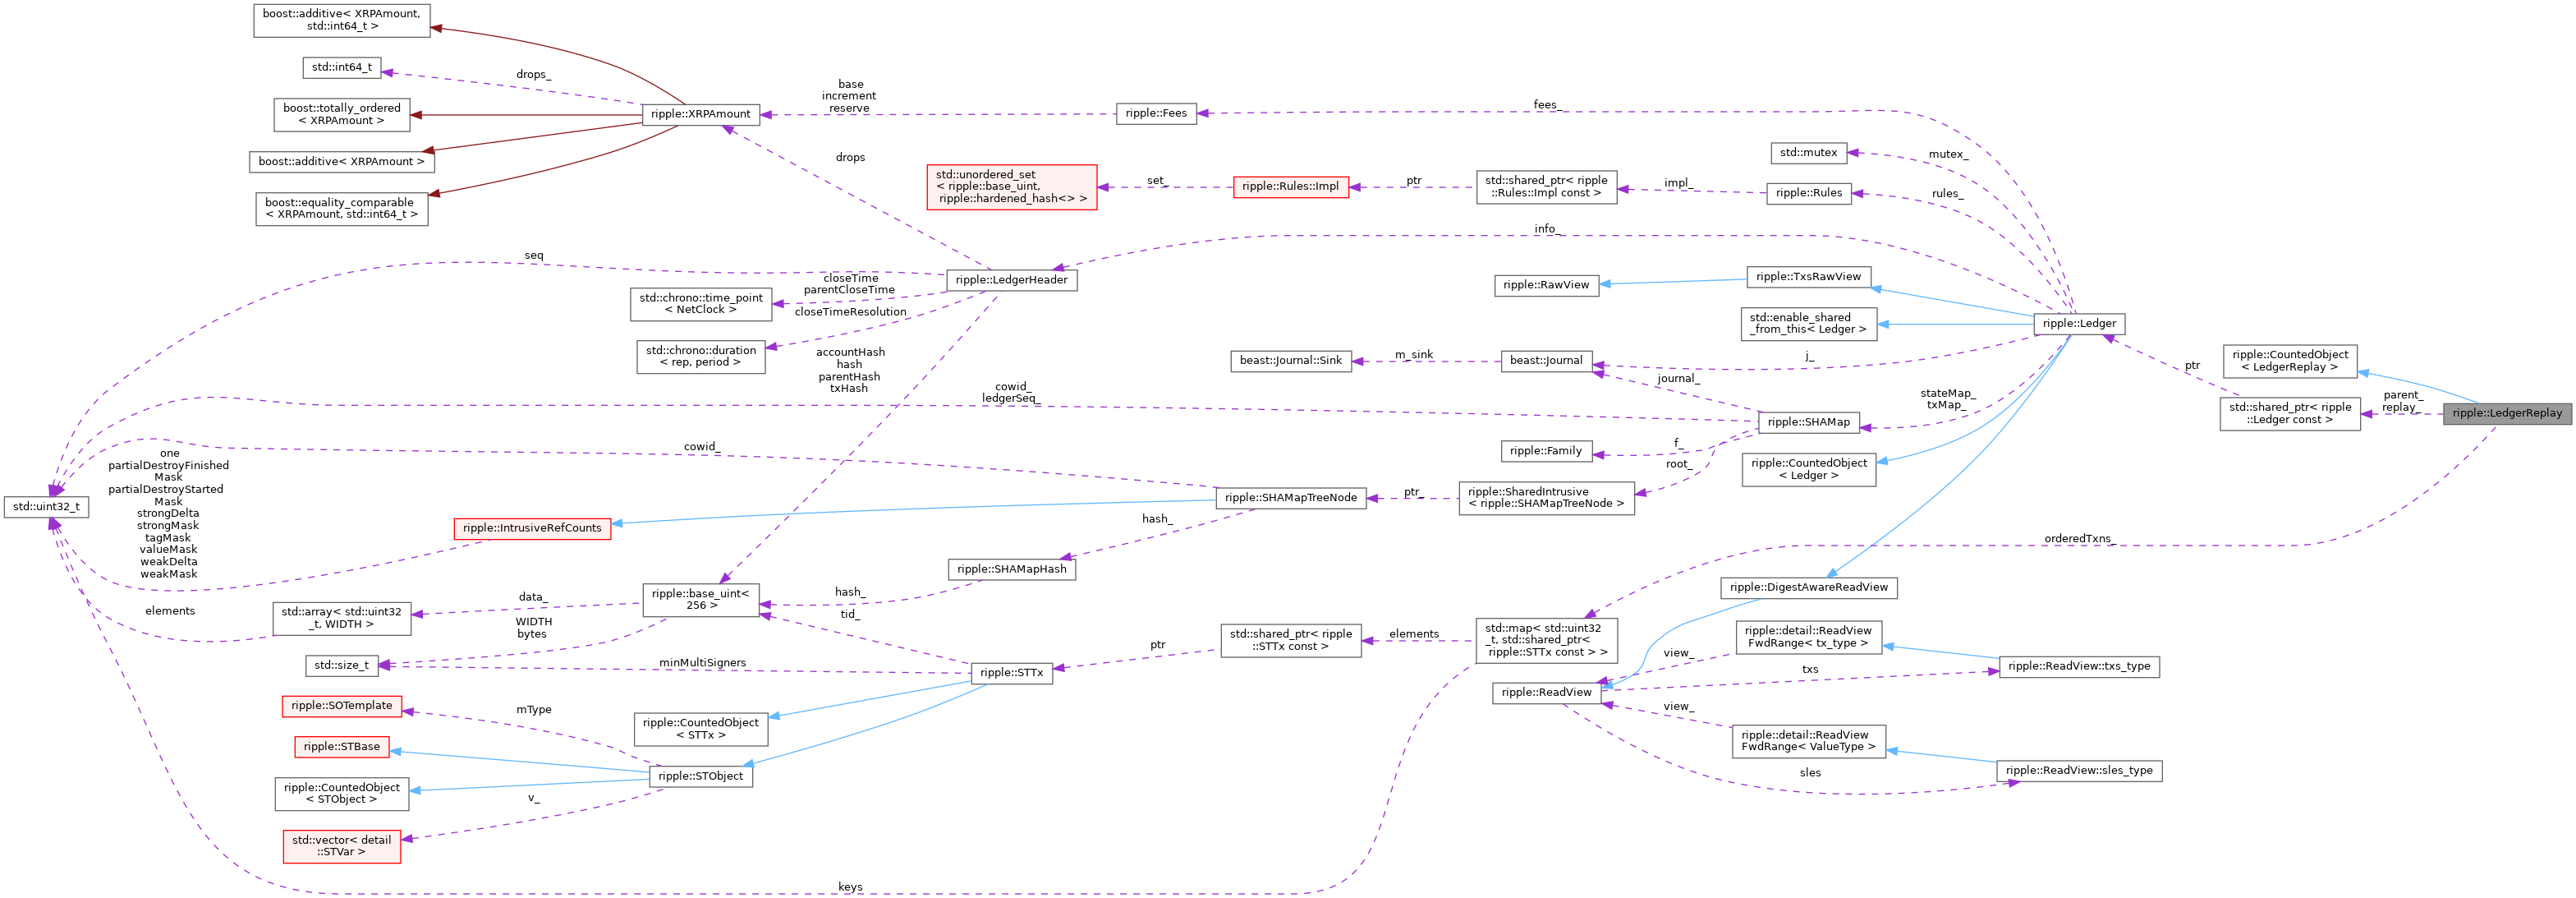 boost::additive< XRPAmount,
std::int64_t >
std::int64_t
drops_
boost::totally_ordered
< XRPAmount >
boost::additive< XRPAmount >
boost::equality_comparable
< XRPAmount, std::int64_t >
ripple::XRPAmount
base
increment
reserve
ripple::Fees
fees_
drops
std::unordered_set
< ripple::base_uint,
ripple::hardened_hash<> >
set_
ripple::Rules::Impl
ptr
std::shared_ptr< ripple
::Rules::Impl const >
impl_
ripple::Rules
rules_
std::mutex
mutex_
info_
seq
ripple::LedgerHeader
closeTime
parentCloseTime
std::chrono::time_point
< NetClock >
closeTimeResolution
std::chrono::duration
< rep, period >
accountHash
hash
parentHash
txHash
ripple::RawView
ripple::TxsRawView
std::enable_shared
_from_this< Ledger >
ripple::Ledger
beast::Journal::Sink
m_sink
beast::Journal
j_
journal_
cowid_
ledgerSeq_
ripple::SHAMap
stateMap_
txMap_
ptr
ripple::CountedObject
< LedgerReplay >
std::shared_ptr< ripple
::Ledger const >
parent_
replay_
ripple::LedgerReplay
ripple::Family
f_
root_
ripple::CountedObject
< Ledger >
cowid_
one
partialDestroyFinished
Mask
partialDestroyStarted
Mask
strongDelta
strongMask
tagMask
valueMask
weakDelta
weakMask
std::uint32_t
ripple::IntrusiveRefCounts
ripple::SHAMapTreeNode
ptr_
ripple::SharedIntrusive
< ripple::SHAMapTreeNode >
hash_
ripple::SHAMapHash
hash_
orderedTxns_
ripple::DigestAwareReadView
elements
std::array< std::uint32
_t, WIDTH >
data_
ripple::base_uint<
256 >
WIDTH
bytes
tid_
std::size_t
minMultiSigners
ripple::STTx
ptr
std::shared_ptr< ripple
::STTx const >
elements
std::map< std::uint32
_t, std::shared_ptr<
ripple::STTx const > >
ripple::detail::ReadView
FwdRange< tx_type >
view_
txs
ripple::ReadView::txs_type
ripple::ReadView
view_
ripple::detail::ReadView
FwdRange< ValueType >
sles
ripple::ReadView::sles_type
ripple::SOTemplate
mType
ripple::CountedObject
< STTx >
ripple::STBase
ripple::STObject
ripple::CountedObject
< STObject >
v_
std::vector< detail
::STVar >
keys